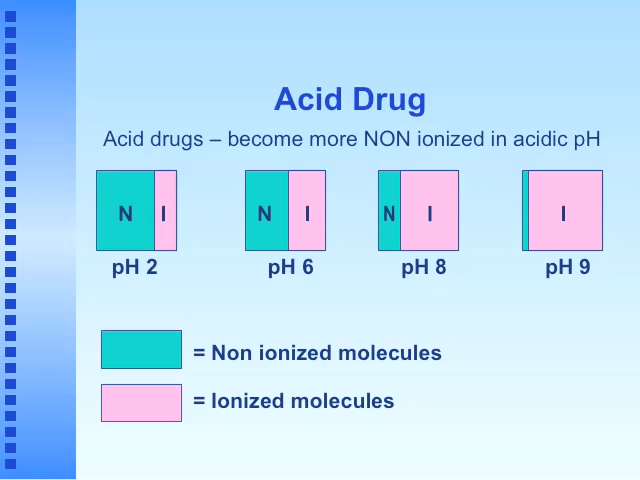 Acid Drug
Acid drugs – become more NON ionized in acidic pH
N I N I N I I
pH 2 pH 6 pH 8 pH 9
= Non ionized molecules
= Ionized molecules